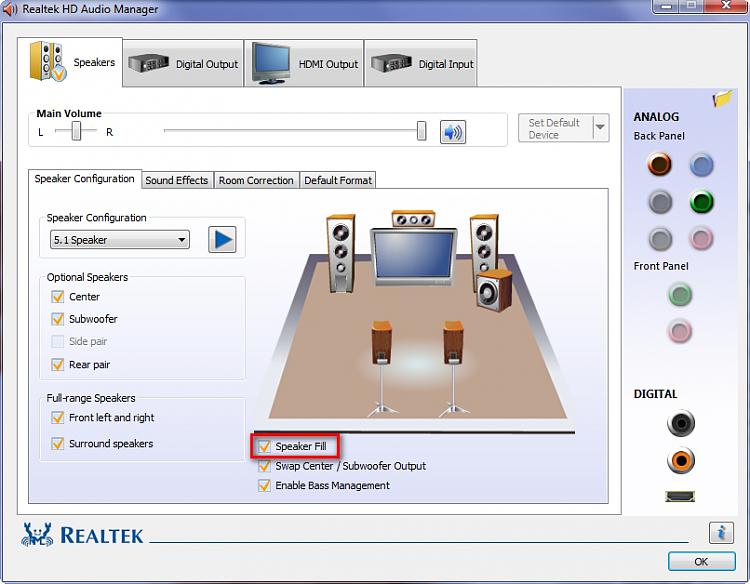 Realtek HD Audio Manager
Speakers
Digital Output
HDMI Output
Digital Input
Main Volume
L
R
Set Default
Device
Speaker Configuration
Sound Effects
Room Correction
Default Format
Speaker Configuration
5.1 Speaker
Optional Speakers
Center
Subwoofer
Side pair
Rear pair
Full-range Speakers
Front left and right
Surround speakers
Speaker Fill
Swap Center / Subwoofer Output
Enable Bass Management
ANALOG
Back Panel
Front Panel
DIGITAL
REALTEK
i
OK